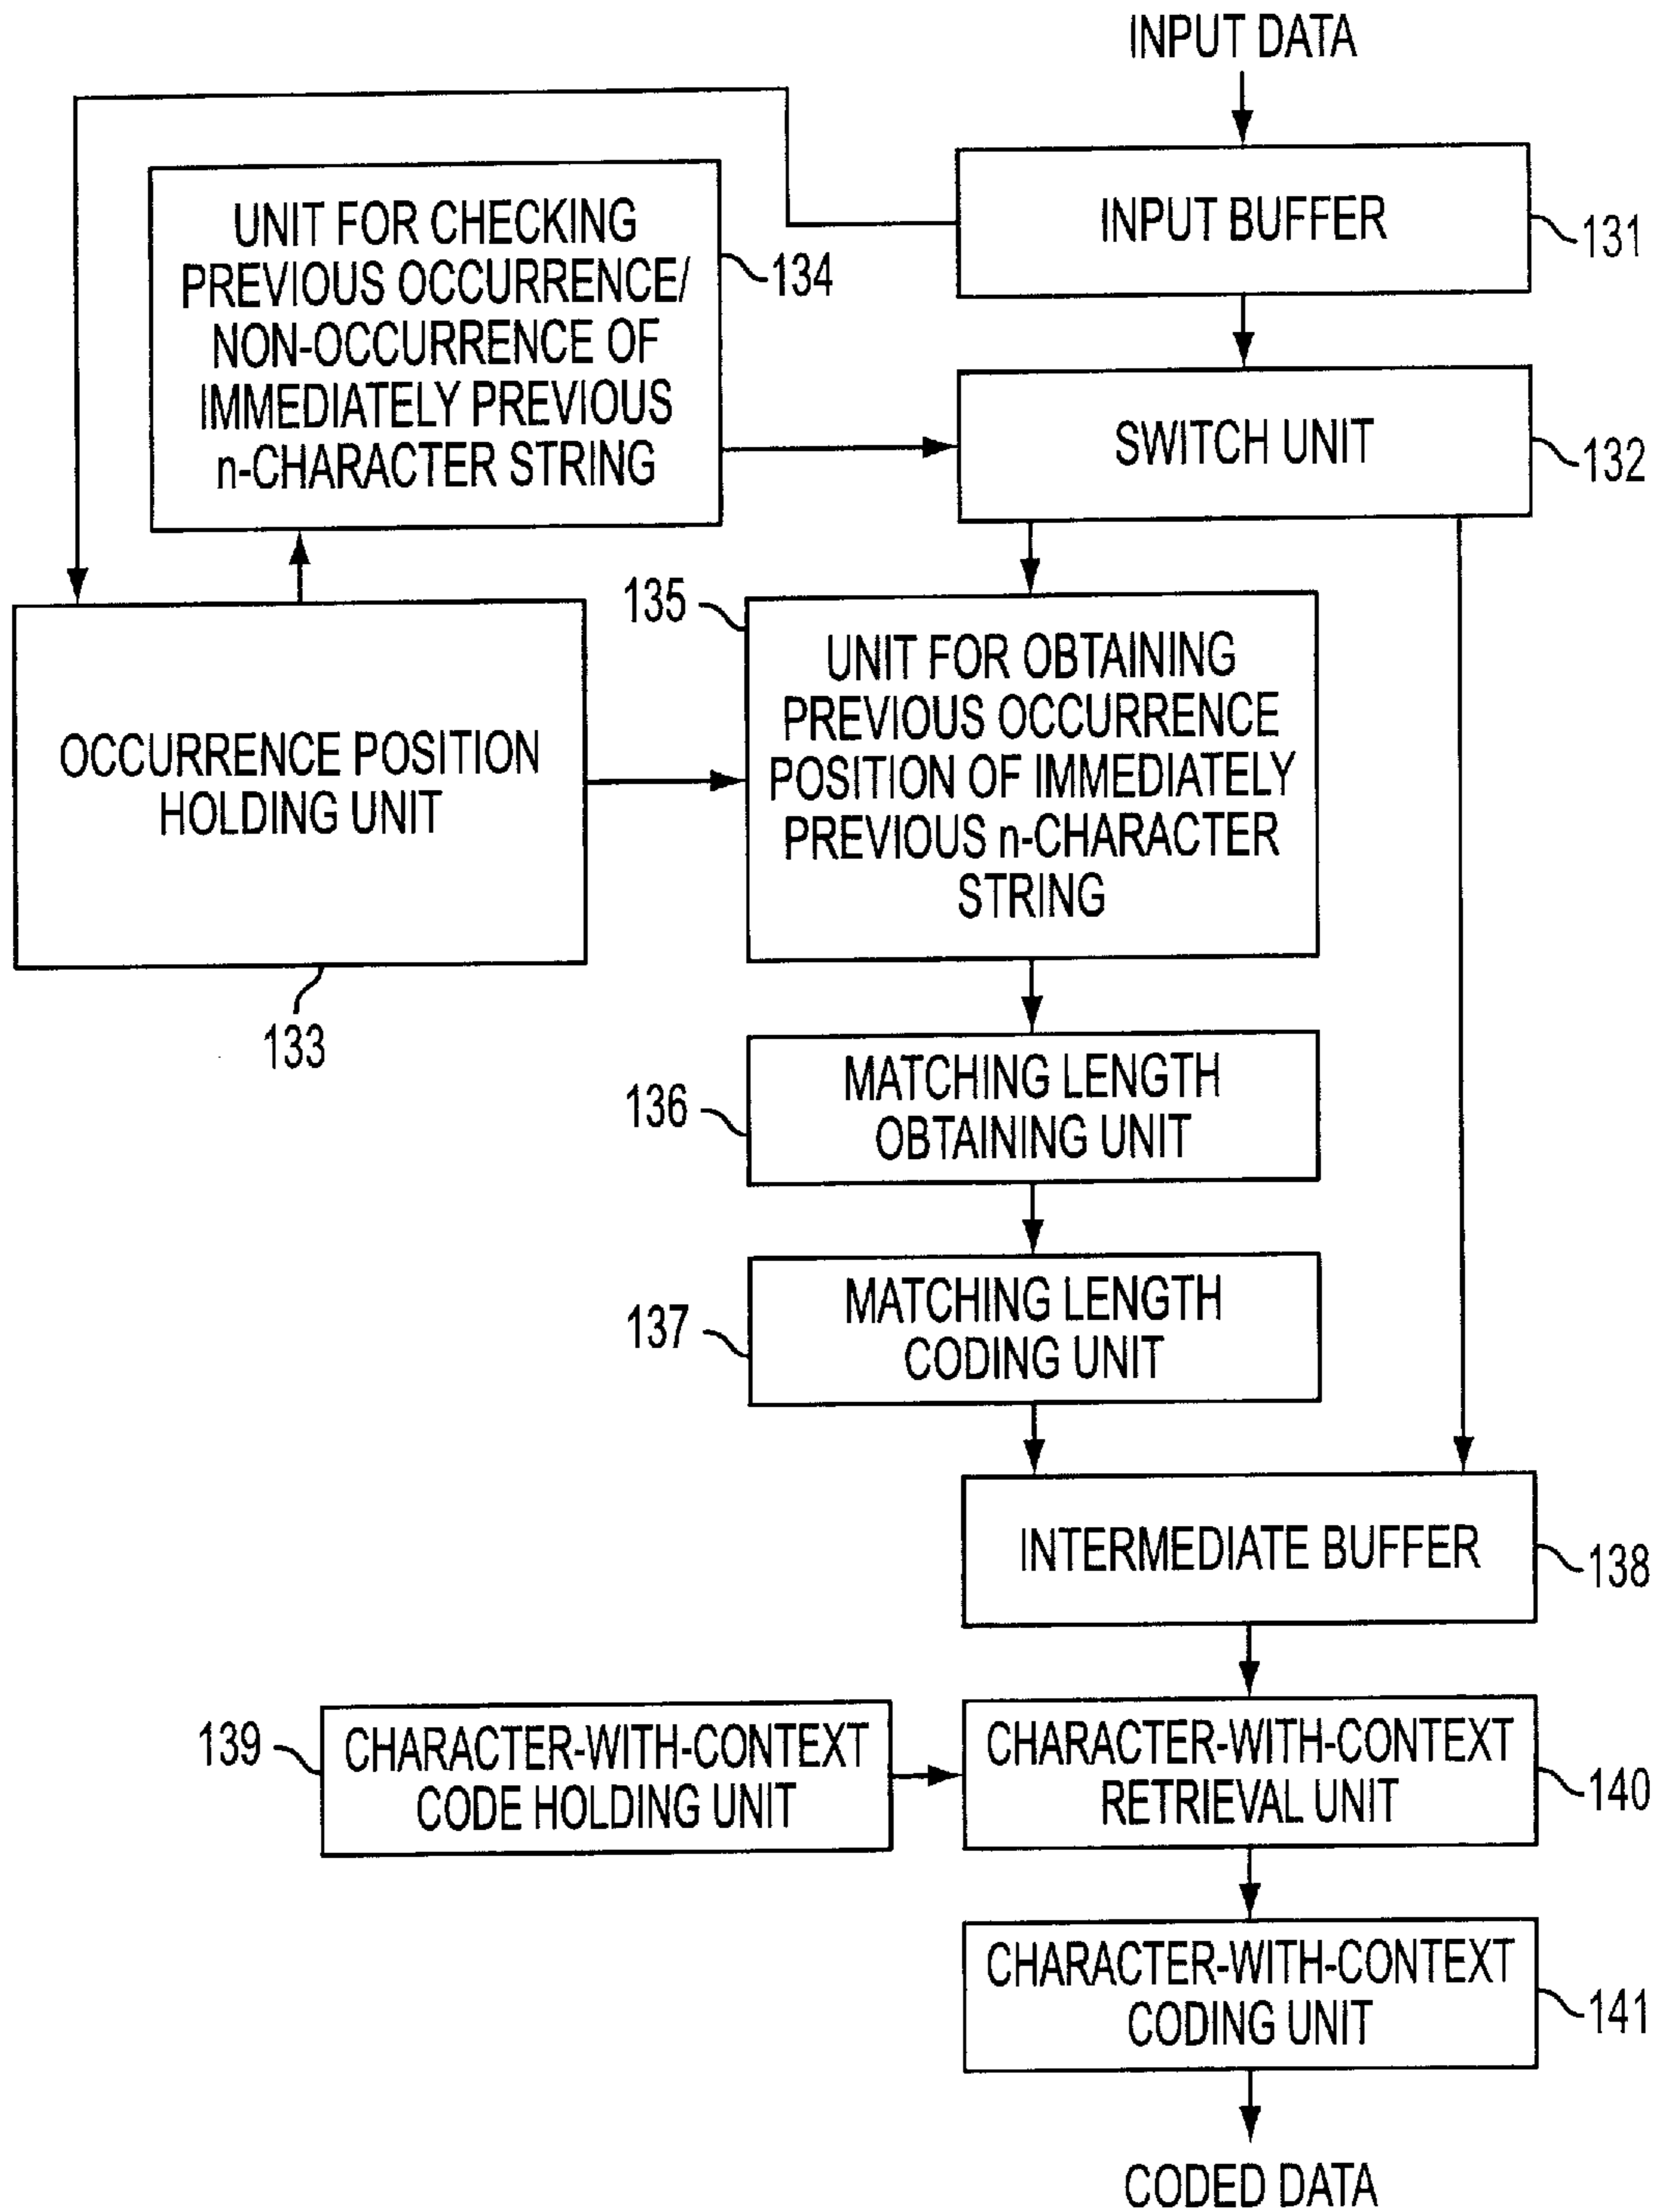 INPUT DATA
INPUT BUFFER
131
UNIT FOR CHECKING
PREVIOUS OCCURRENCE/
NON-OCCURRENCE OF
IMMEDIATELY PREVIOUS
n-CHARACTER STRING
134
SWITCH UNIT
132
OCCURRENCE POSITION
HOLDING UNIT
133
135
UNIT FOR OBTAINING
PREVIOUS OCCURRENCE
POSITION OF IMMEDIATELY
PREVIOUS n-CHARACTER
STRING
136
MATCHING LENGTH
OBTAINING UNIT
137
MATCHING LENGTH
CODING UNIT
INTERMEDIATE BUFFER
138
139
CHARACTER-WITH-CONTEXT
CODE HOLDING UNIT
CHARACTER-WITH-CONTEXT
RETRIEVAL UNIT
140
CHARACTER-WITH-CONTEXT
CODING UNIT
141
CODED DATA